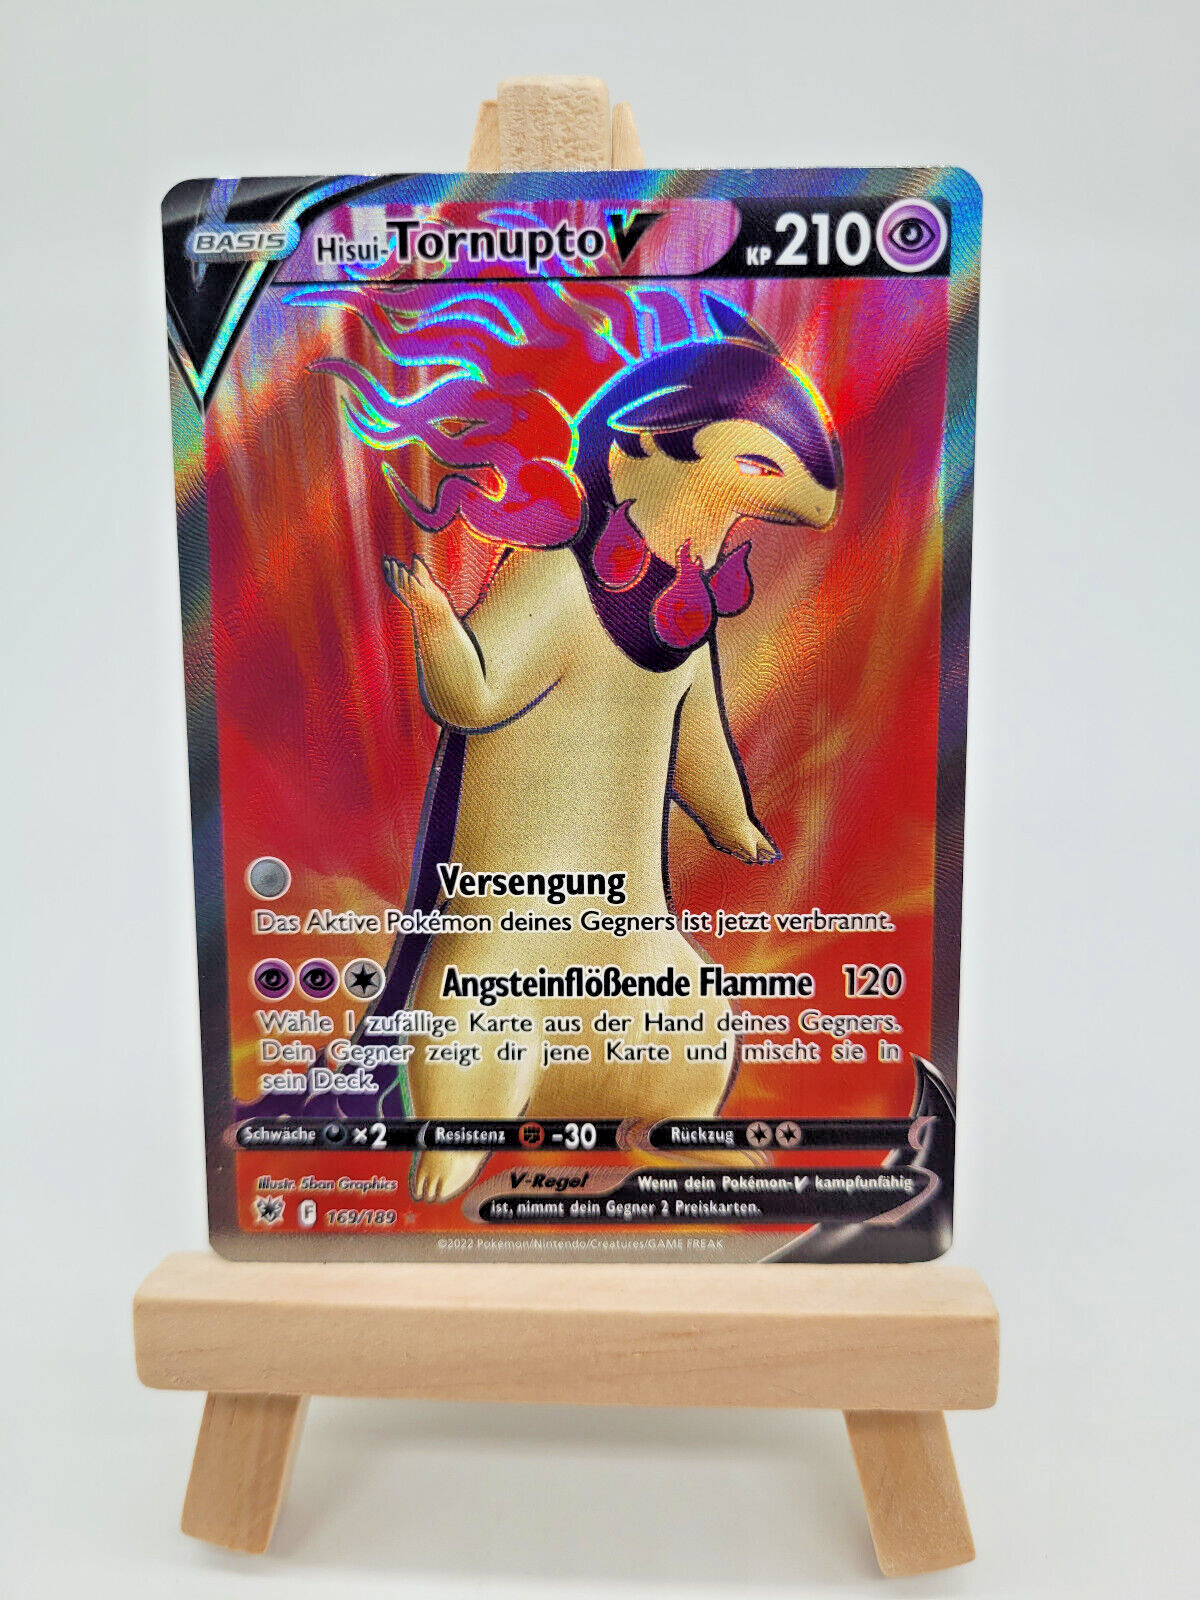 BASIS Hisui-Tornupto V KP 210
Versengung
Das Aktive Pokémon deines Gegners ist jetzt verbrannt.
Angsteinflößende Flamme 120
Wähle 1 zufällige Karte aus der Hand deines Gegners.
Dein Gegner zeigt dir jene Karte und mischt sie in
sein Deck.
Schwäche ×2 Resistenz -30 Rückzug
Illustr. 5ban Graphics
V-Regel Wenn dein Pokémon-V kampfunfähig
ist, nimmt dein Gegner 2 Preiskarten.
F 169/189
©2022 Pokémon/Nintendo/Creatures/GAME FREAK